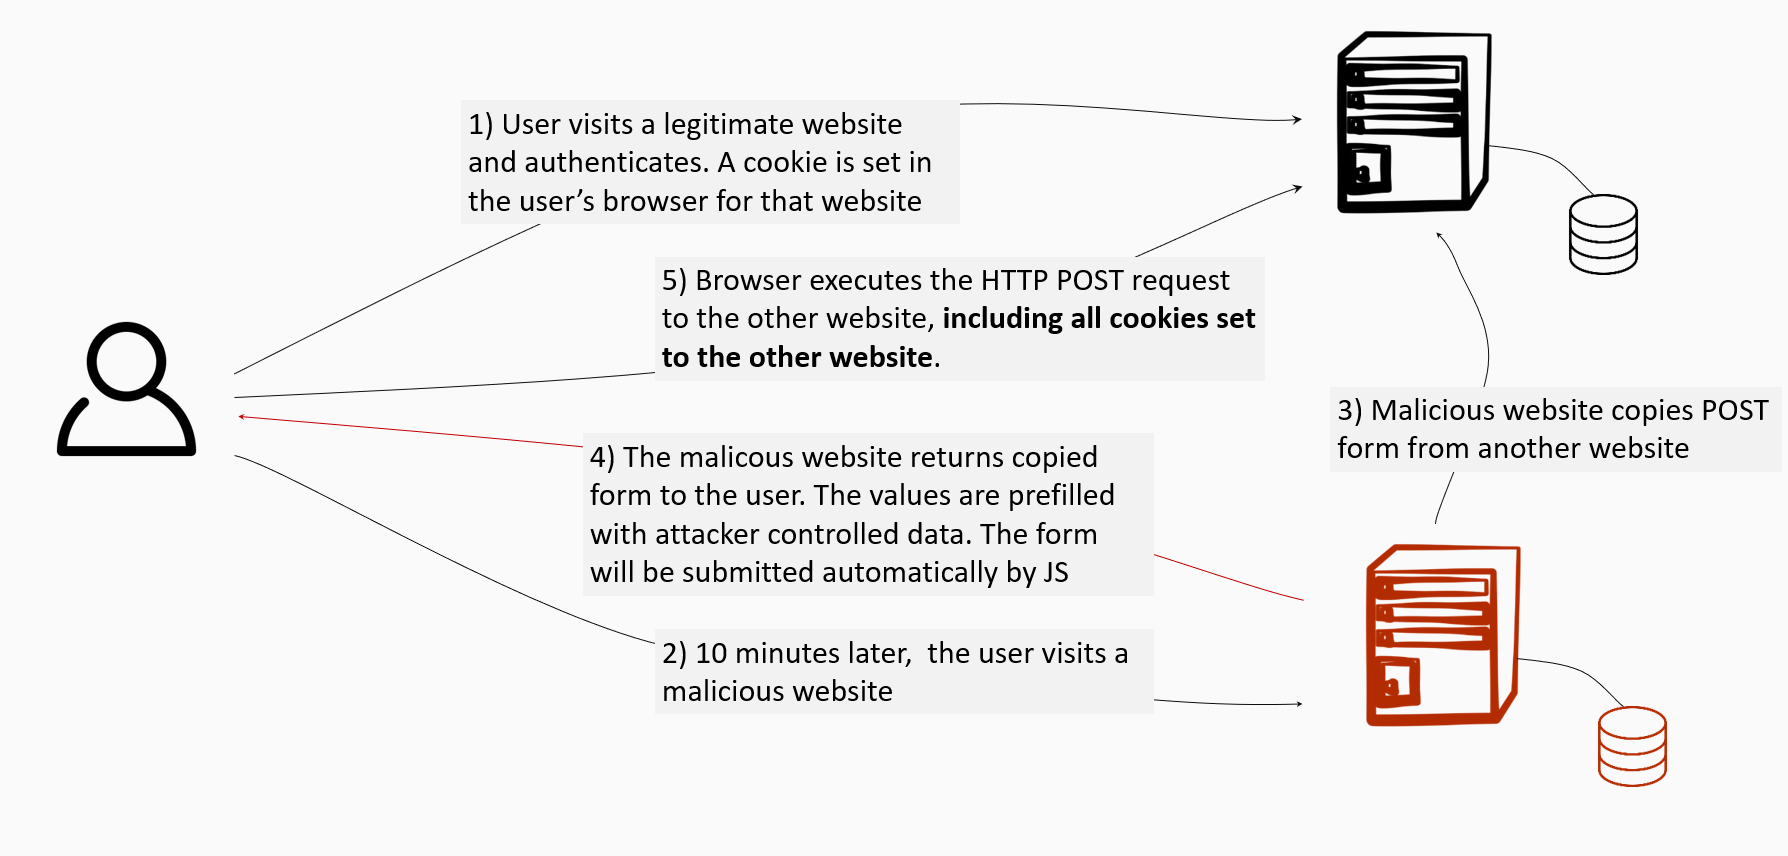 1) User visits a legitimate website
and authenticates. A cookie is set in
the user’s browser for that website
5) Browser executes the HTTP POST request
to the other website, including all cookies set
to the other website.
3) Malicious website copies POST
form from another website
4) The malicous website returns copied
form to the user. The values are prefilled
with attacker controlled data. The form
will be submitted automatically by JS
2) 10 minutes later,  the user visits a
malicious website